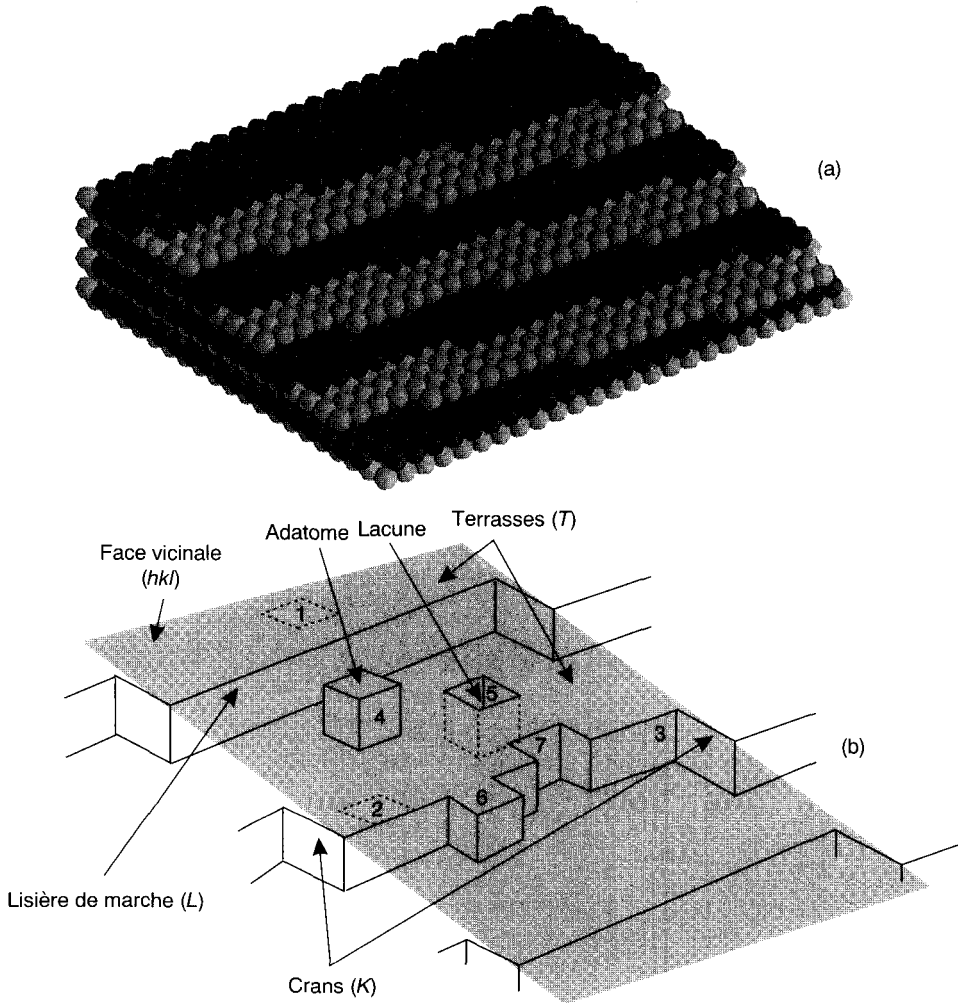 (a)
Adatome
Lacune
Terrasses (T)
Face vicinale
(hkl)
1
5
4
7
3
(b)
6
2
Lisière de marche (L)
Crans (K)